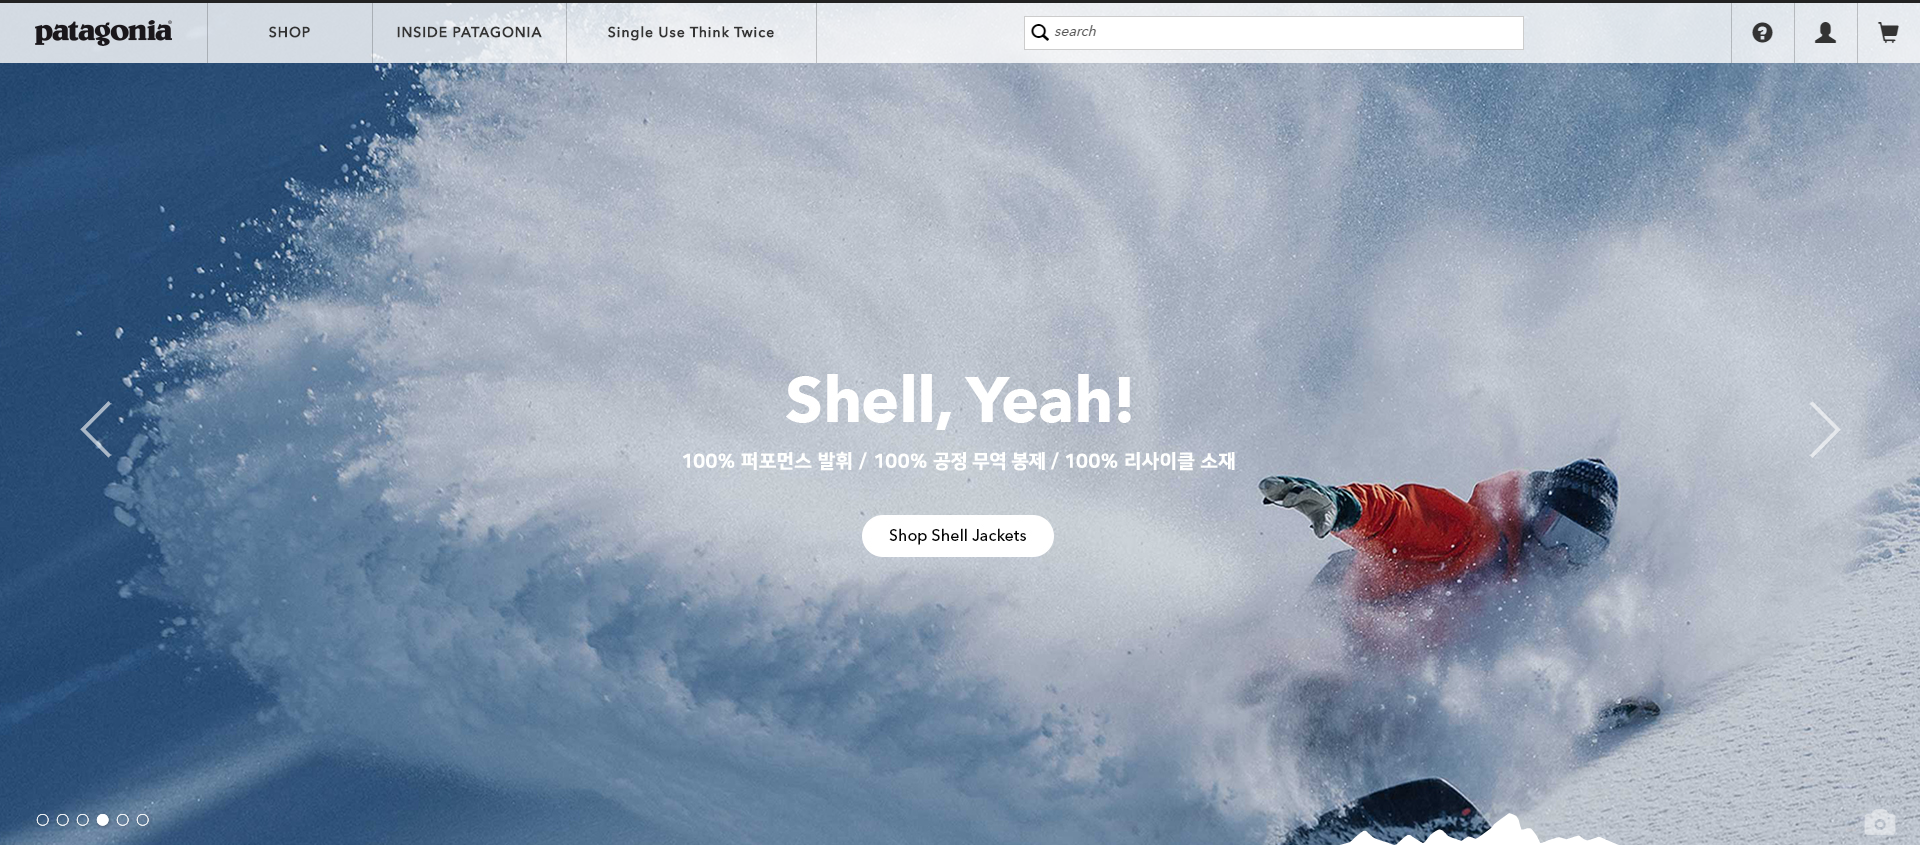 patagonia®
SHOP
INSIDE PATAGONIA
Single Use Think Twice
search
Shell, Yeah!
100% 퍼포먼스 발휘 / 100% 공정 무역 봉제 / 100% 리사이클 소재
Shop Shell Jackets